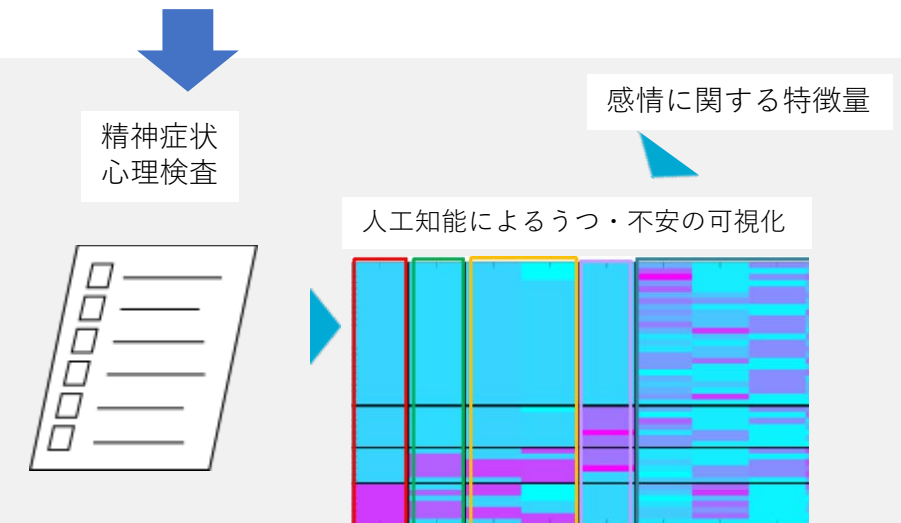 感情に関する特徴量
精神症状
心理検査
人工知能によるうつ・不安の可視化